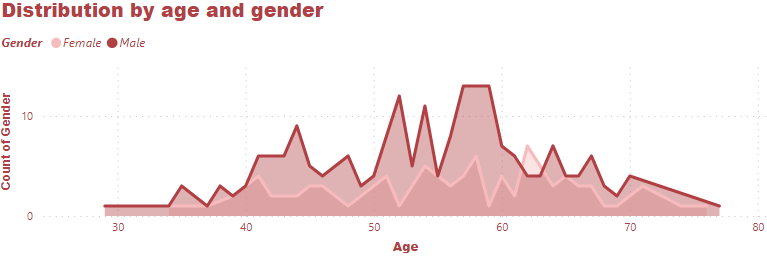 Distribution by age and gender
Gender Female Male
Count of Gender
10
0
30 40 50 60 70 80
Age